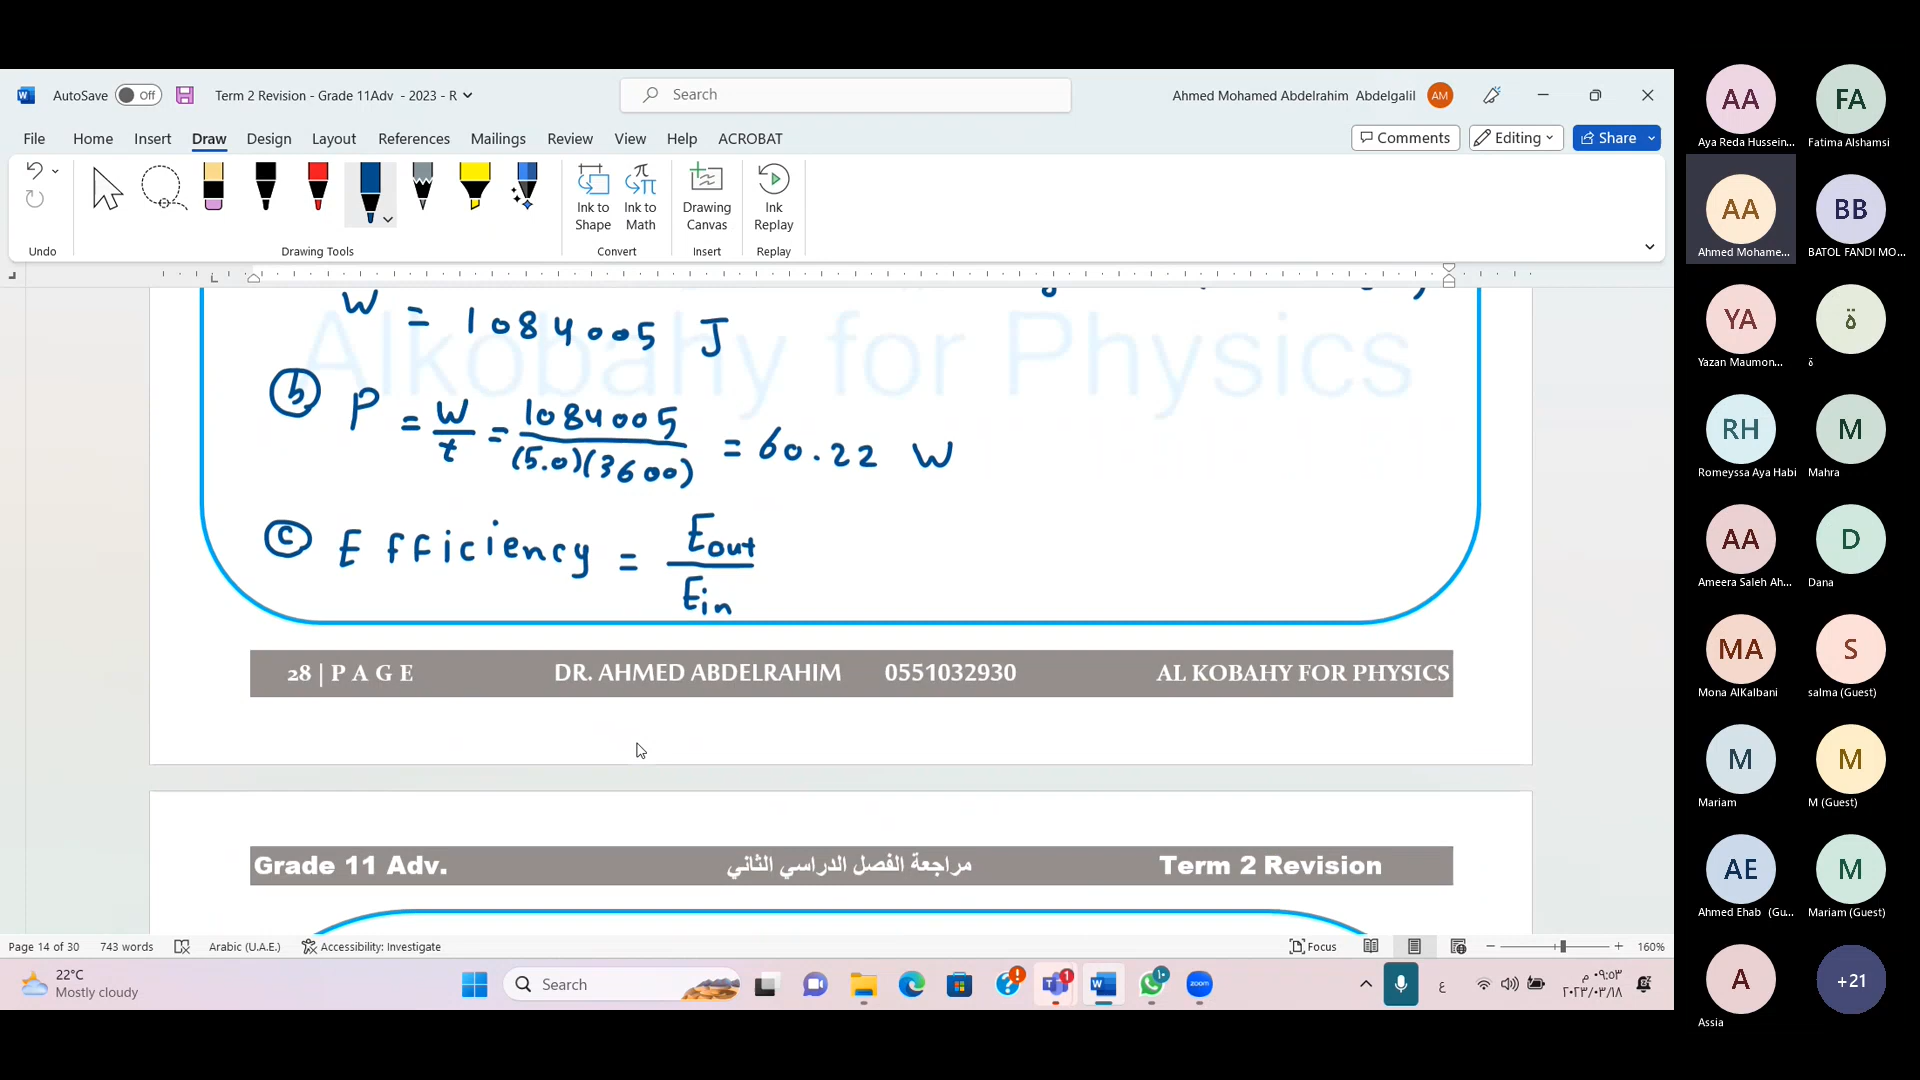 AutoSave Off Term 2 Revision - Grade 11Adv - 2023 - R Search Ahmed Mohamed Abdelrahim Abdelgalil AM
File Home Insert Draw Design Layout References Mailings Review View Help ACROBAT Comments Editing Share
Ink to Shape Ink to Math Drawing Canvas Ink Replay
Undo Drawing Tools Convert Insert Replay
Alkobahy for Physics
W = 1084005 J
b P = W/t = 1084005/(5.0)(3600) = 60.22 W
c Efficiency = Eout/Ein
28 | P A G E DR. AHMED ABDELRAHIM 0551032930 AL KOBAHY FOR PHYSICS
Grade 11 Adv. مراجعة الفصل الدراسي الثاني Term 2 Revision
Page 14 of 30 743 words Arabic (U.A.E.) Accessibility: Investigate Focus 160%
22°C
Mostly cloudy
Search
zoom
ع
٠٩:٥٣ م
٢٠٢٣/٠٣/١٨
AA FA
Aya Reda Hussein... Fatima Alshamsi
AA BB
Ahmed Mohame... BATOL FANDI MO...
YA ة
Yazan Maumon... ة
RH M
Romeyssa Aya Habi Mahra
AA D
Ameera Saleh Ah... Dana
MA S
Mona AlKalbani salma (Guest)
M M
Mariam M (Guest)
AE M
Ahmed Ehab (Gu... Mariam (Guest)
A +21
Assia